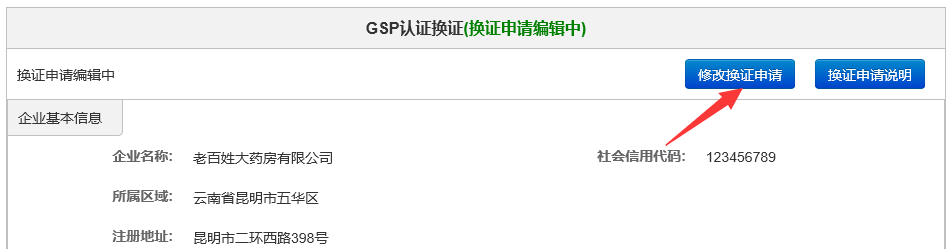 GSP认证换证(换证申请编辑中)
换证申请编辑中 修改换证申请 换证申请说明
企业基本信息
企业名称: 老百姓大药房有限公司 社会信用代码: 123456789
所属区域: 云南省昆明市五华区
注册地址: 昆明市二环西路398号